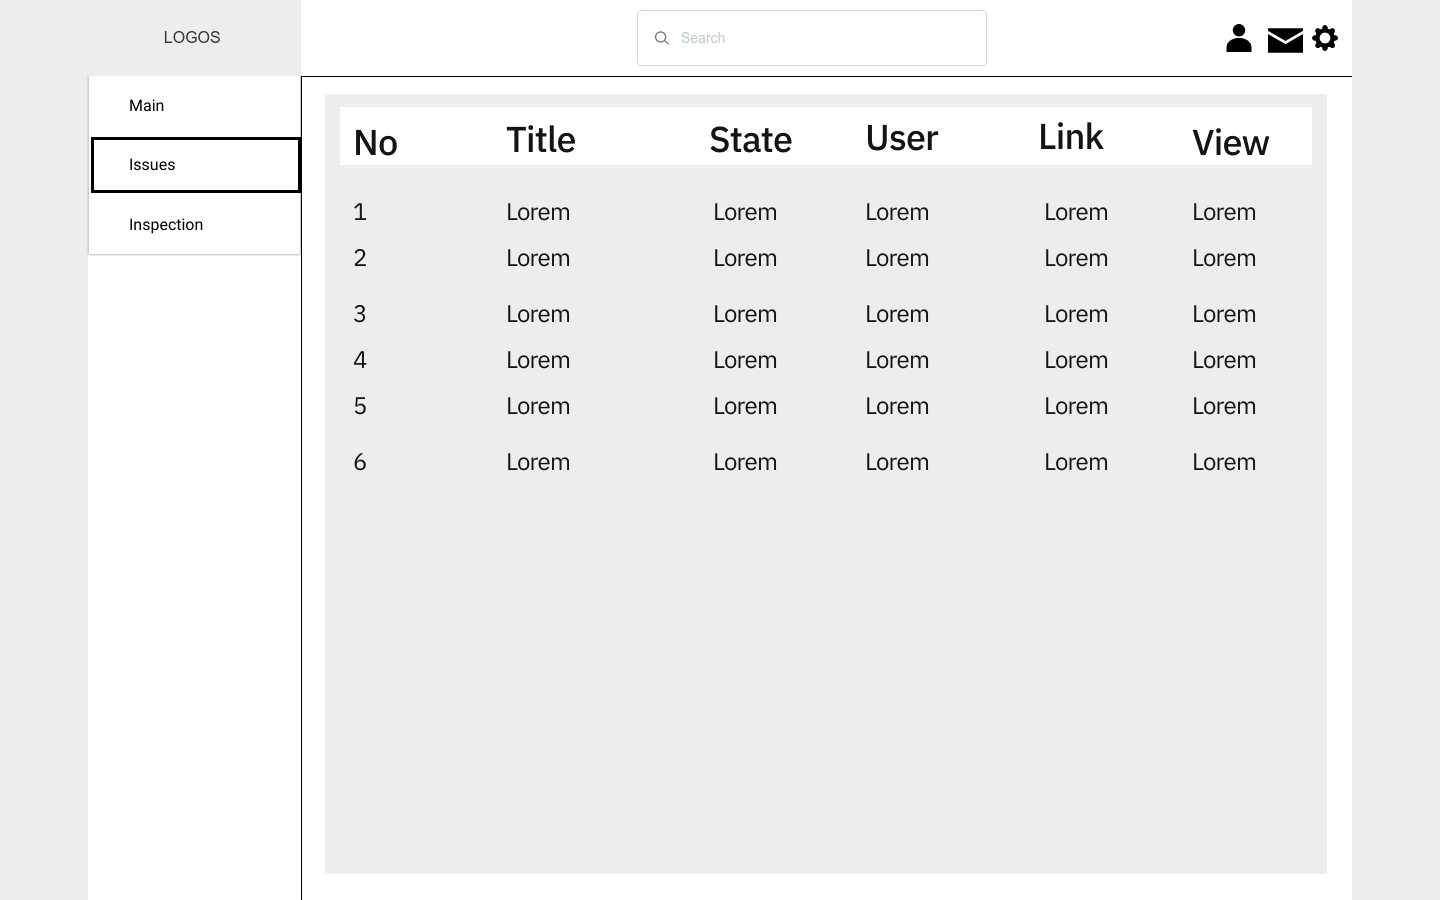 LOGOS
Search
Main
Issues
Inspection
No Title State User Link View
1 Lorem Lorem Lorem Lorem Lorem
2 Lorem Lorem Lorem Lorem Lorem
3 Lorem Lorem Lorem Lorem Lorem
4 Lorem Lorem Lorem Lorem Lorem
5 Lorem Lorem Lorem Lorem Lorem
6 Lorem Lorem Lorem Lorem Lorem